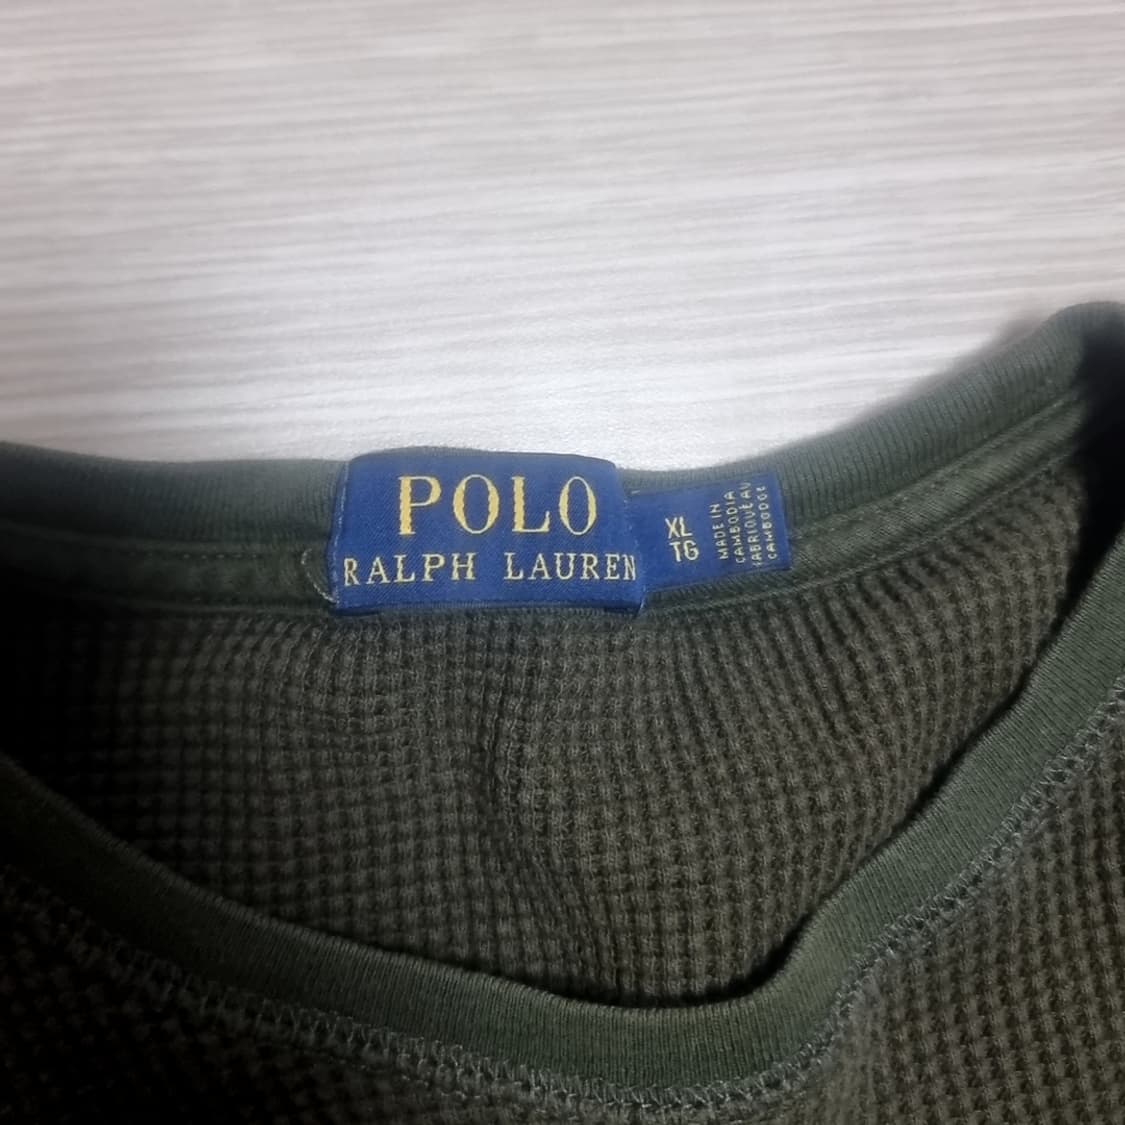 POLO
RALPH LAUREN
XL
TG
MADE IN
CAMBODIA
FABRIQUÉ AU
CAMBODGE